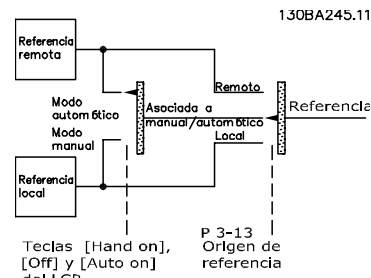 130BA245.11
Referencia
remota
Remoto
Modo
automático
Asociada a
manual/automático
Referencia
Modo
manual
Local
Referencia
local
P 3-13
Origen de
referencia
Teclas [Hand on],
[Off] y [Auto on]
del LCP